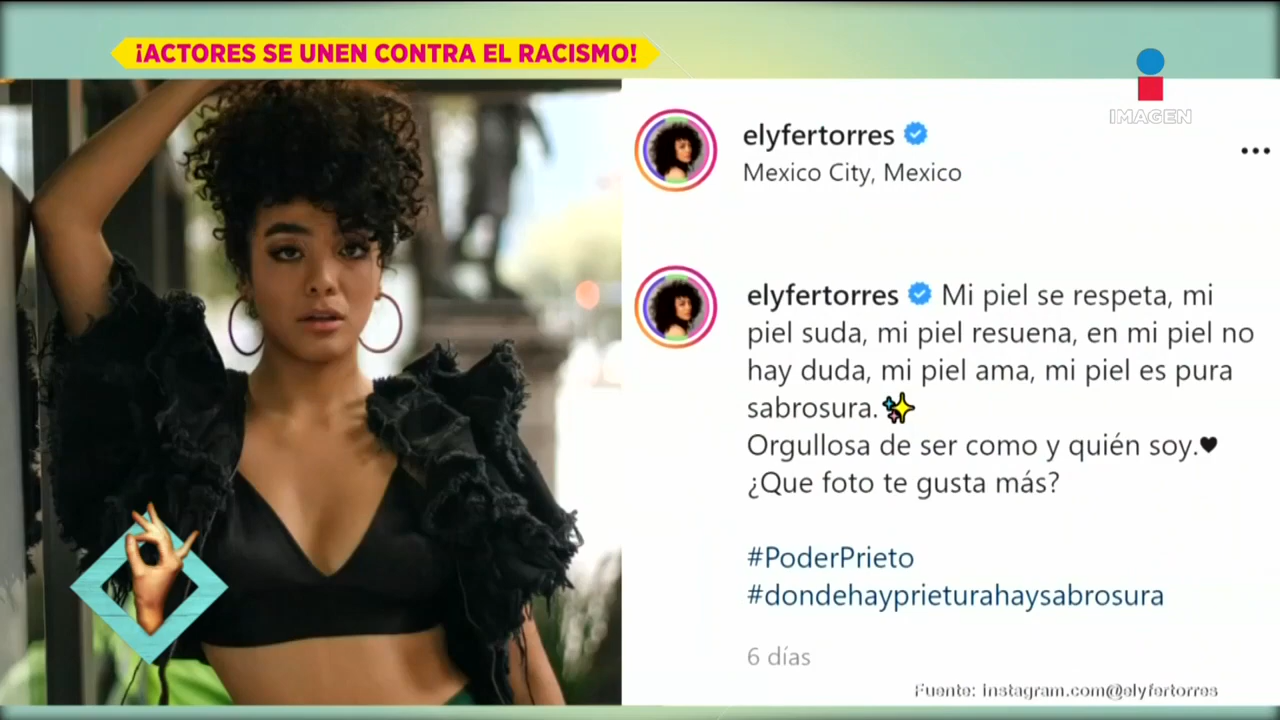 ¡ACTORES SE UNEN CONTRA EL RACISMO!
IMAGEN
elyfertorres
Mexico City, Mexico
elyfertorres Mi piel se respeta, mi
piel suda, mi piel resuena, en mi piel no
hay duda, mi piel ama, mi piel es pura
sabrosura.✨
Orgullosa de ser como y quién soy.♥
¿Que foto te gusta más?
#PoderPrieto
#dondehayprieturahaysabrosura
6 días
Fuente: instagram.com@elyfertorres